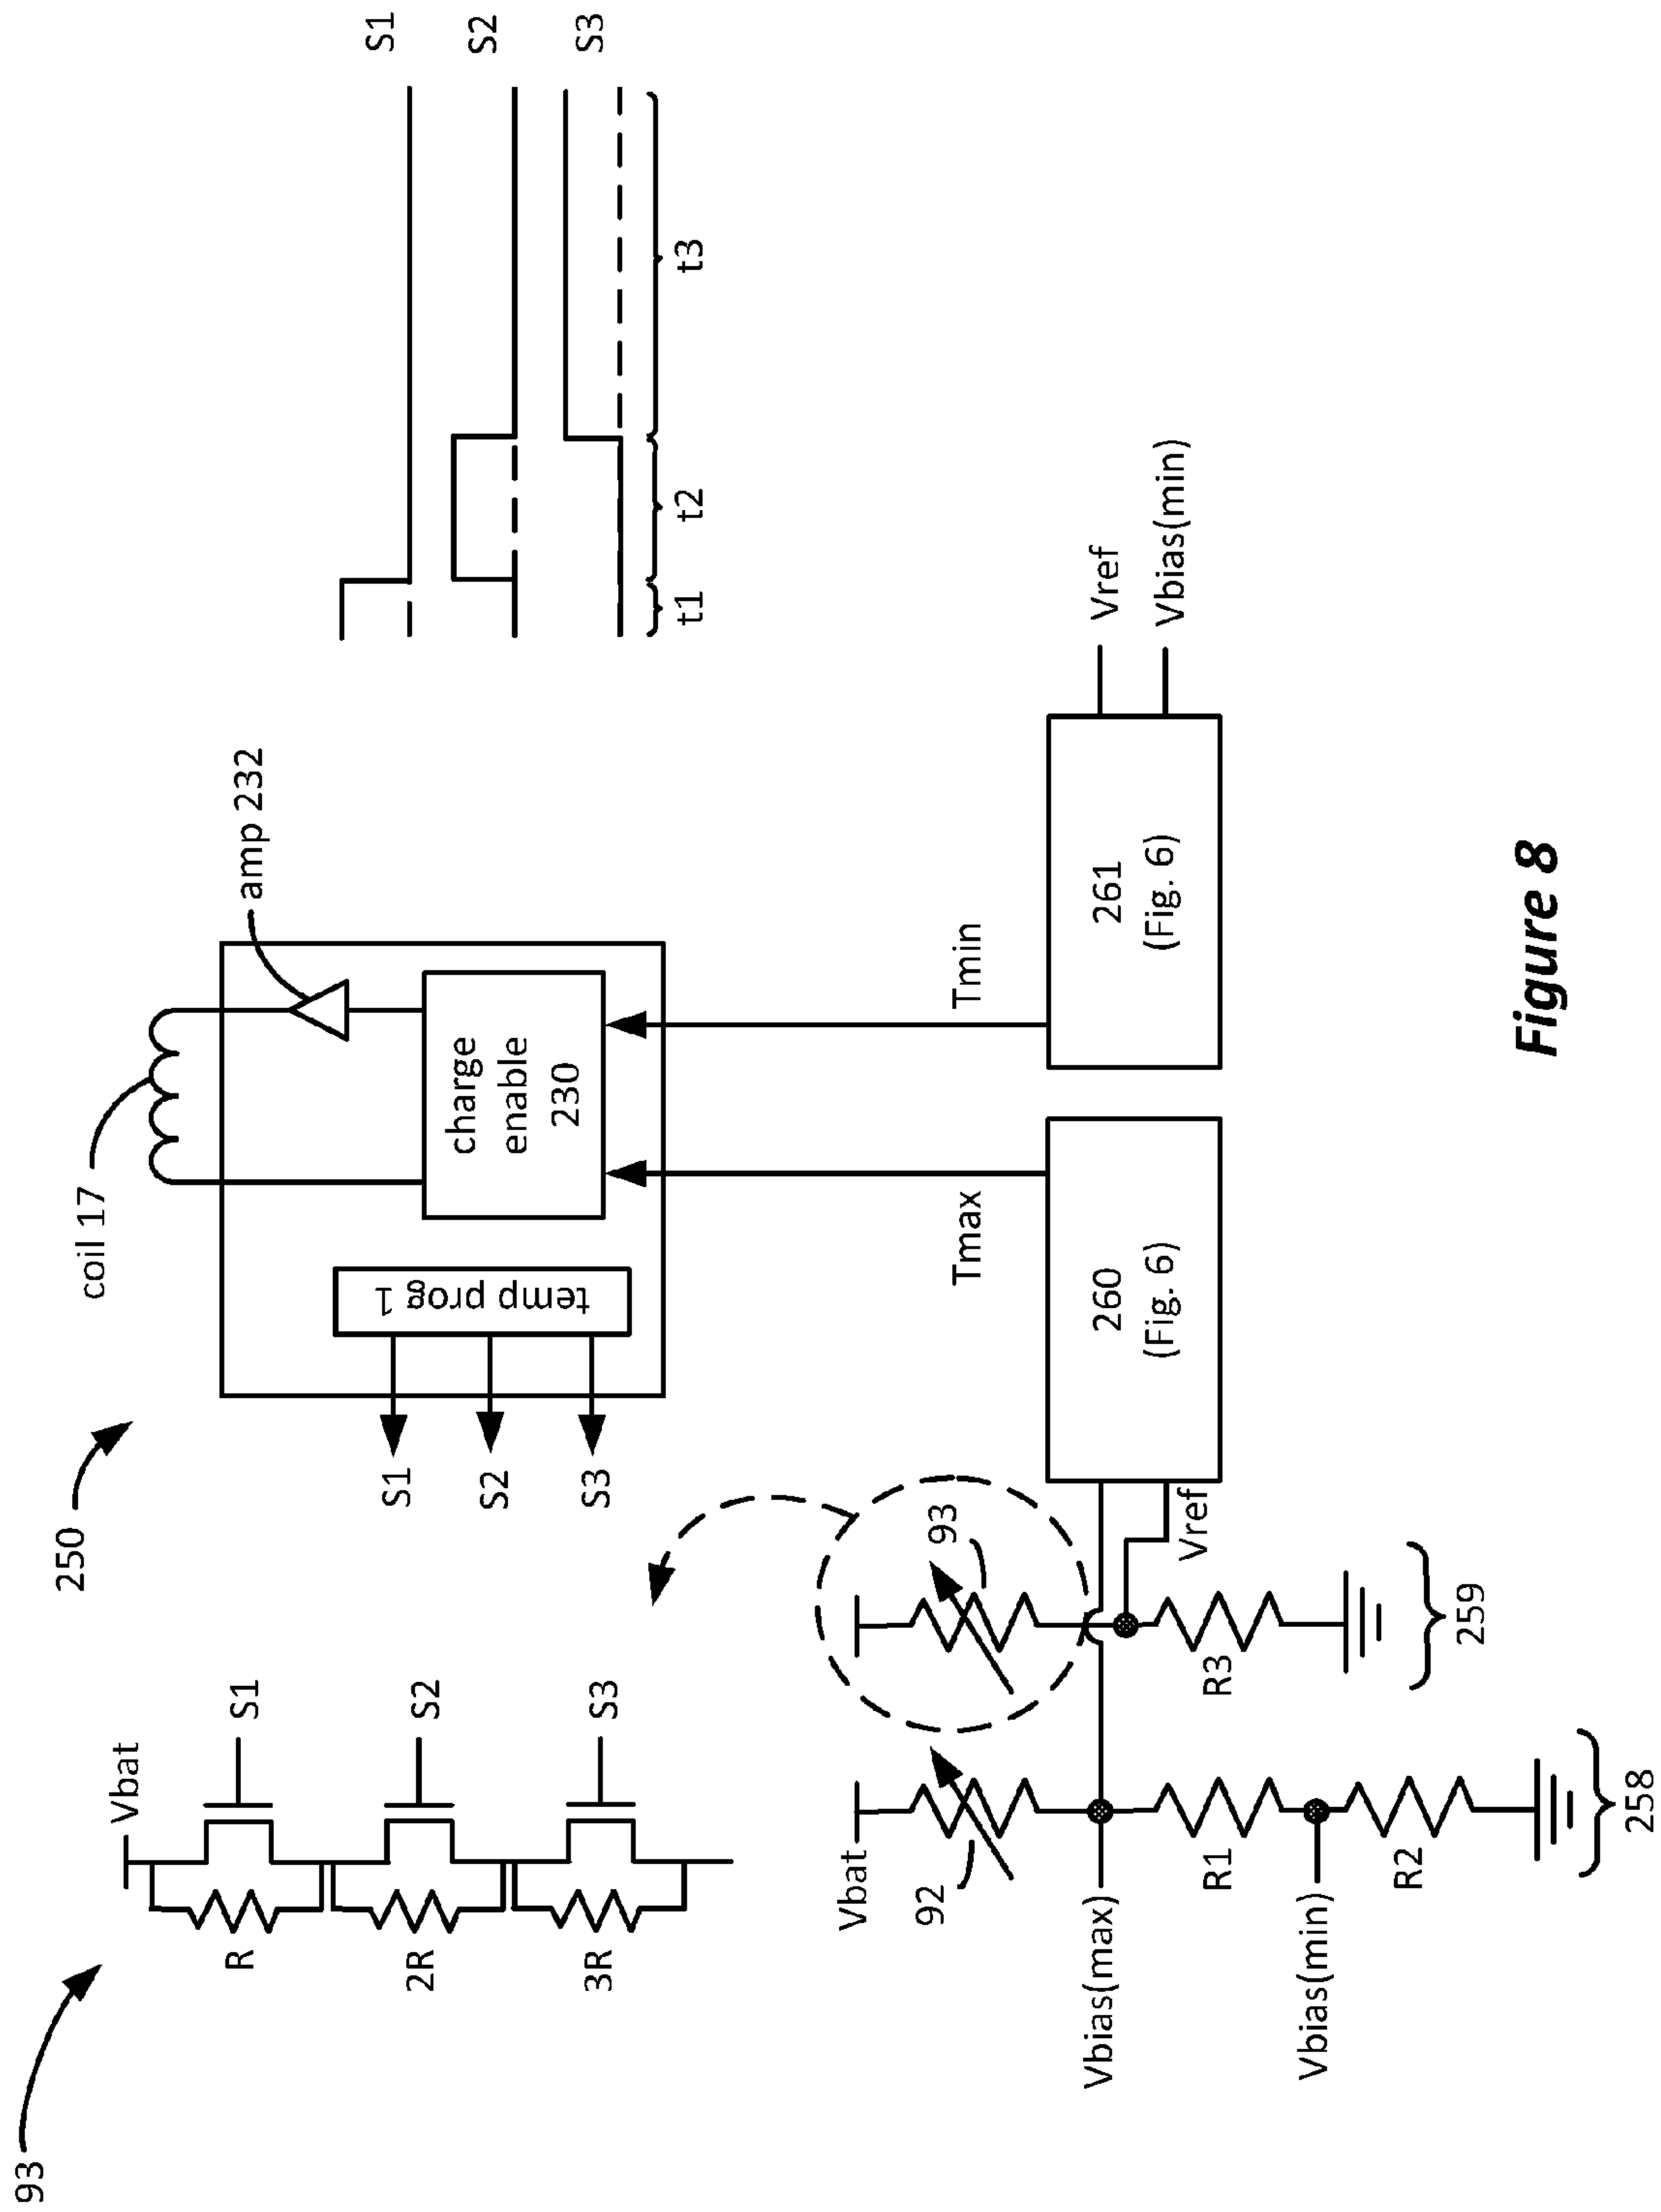 93
Vbat
R
S1
2R
S2
3R
S3
250
coil 17
amp 232
S1
S2
S3
temp prog 1
charge
enable
230
S1
S2
S3
t1
t2
t3
Tmax
Tmin
Vbat
92
93
Vbias(max)
R1
R3
Vref
Vbias(min)
R2
258
259
260
(Fig. 6)
261
(Fig. 6)
Vref
Vbias(min)
Figure 8